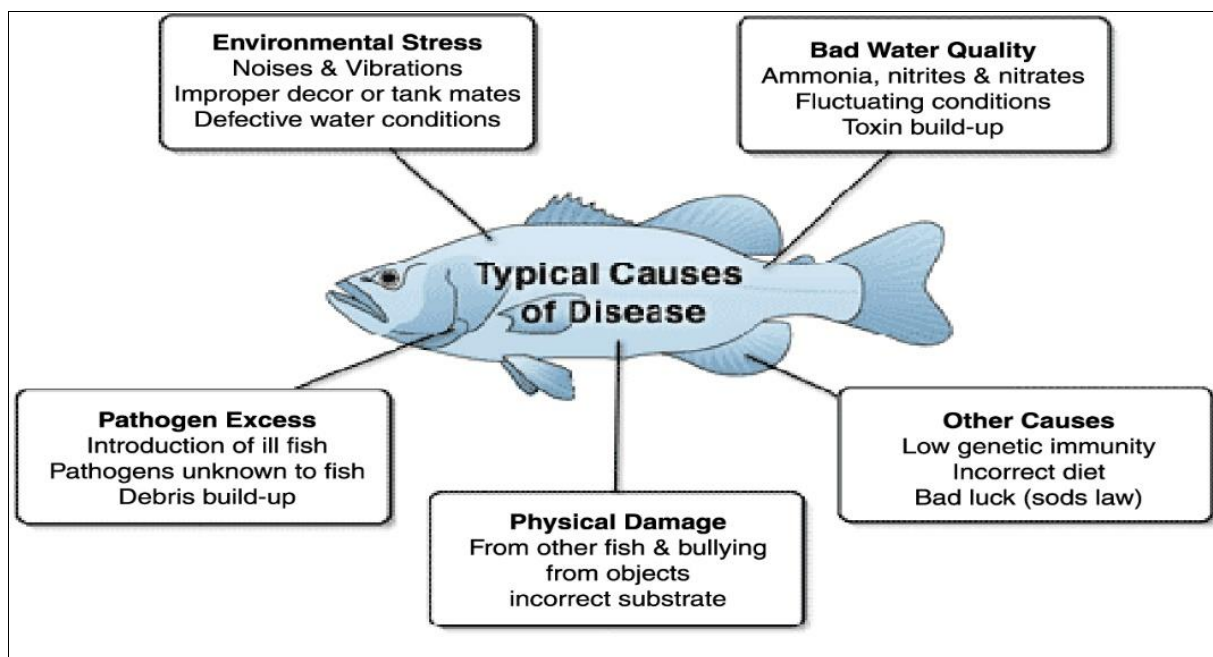 Environmental Stress
Noises & Vibrations
Improper decor or tank mates
Defective water conditions
Bad Water Quality
Ammonia, nitrites & nitrates
Fluctuating conditions
Toxin build-up
Typical Causes
of Disease
Pathogen Excess
Introduction of ill fish
Pathogens unknown to fish
Debris build-up
Physical Damage
From other fish & bullying
from objects
incorrect substrate
Other Causes
Low genetic immunity
Incorrect diet
Bad luck (sods law)